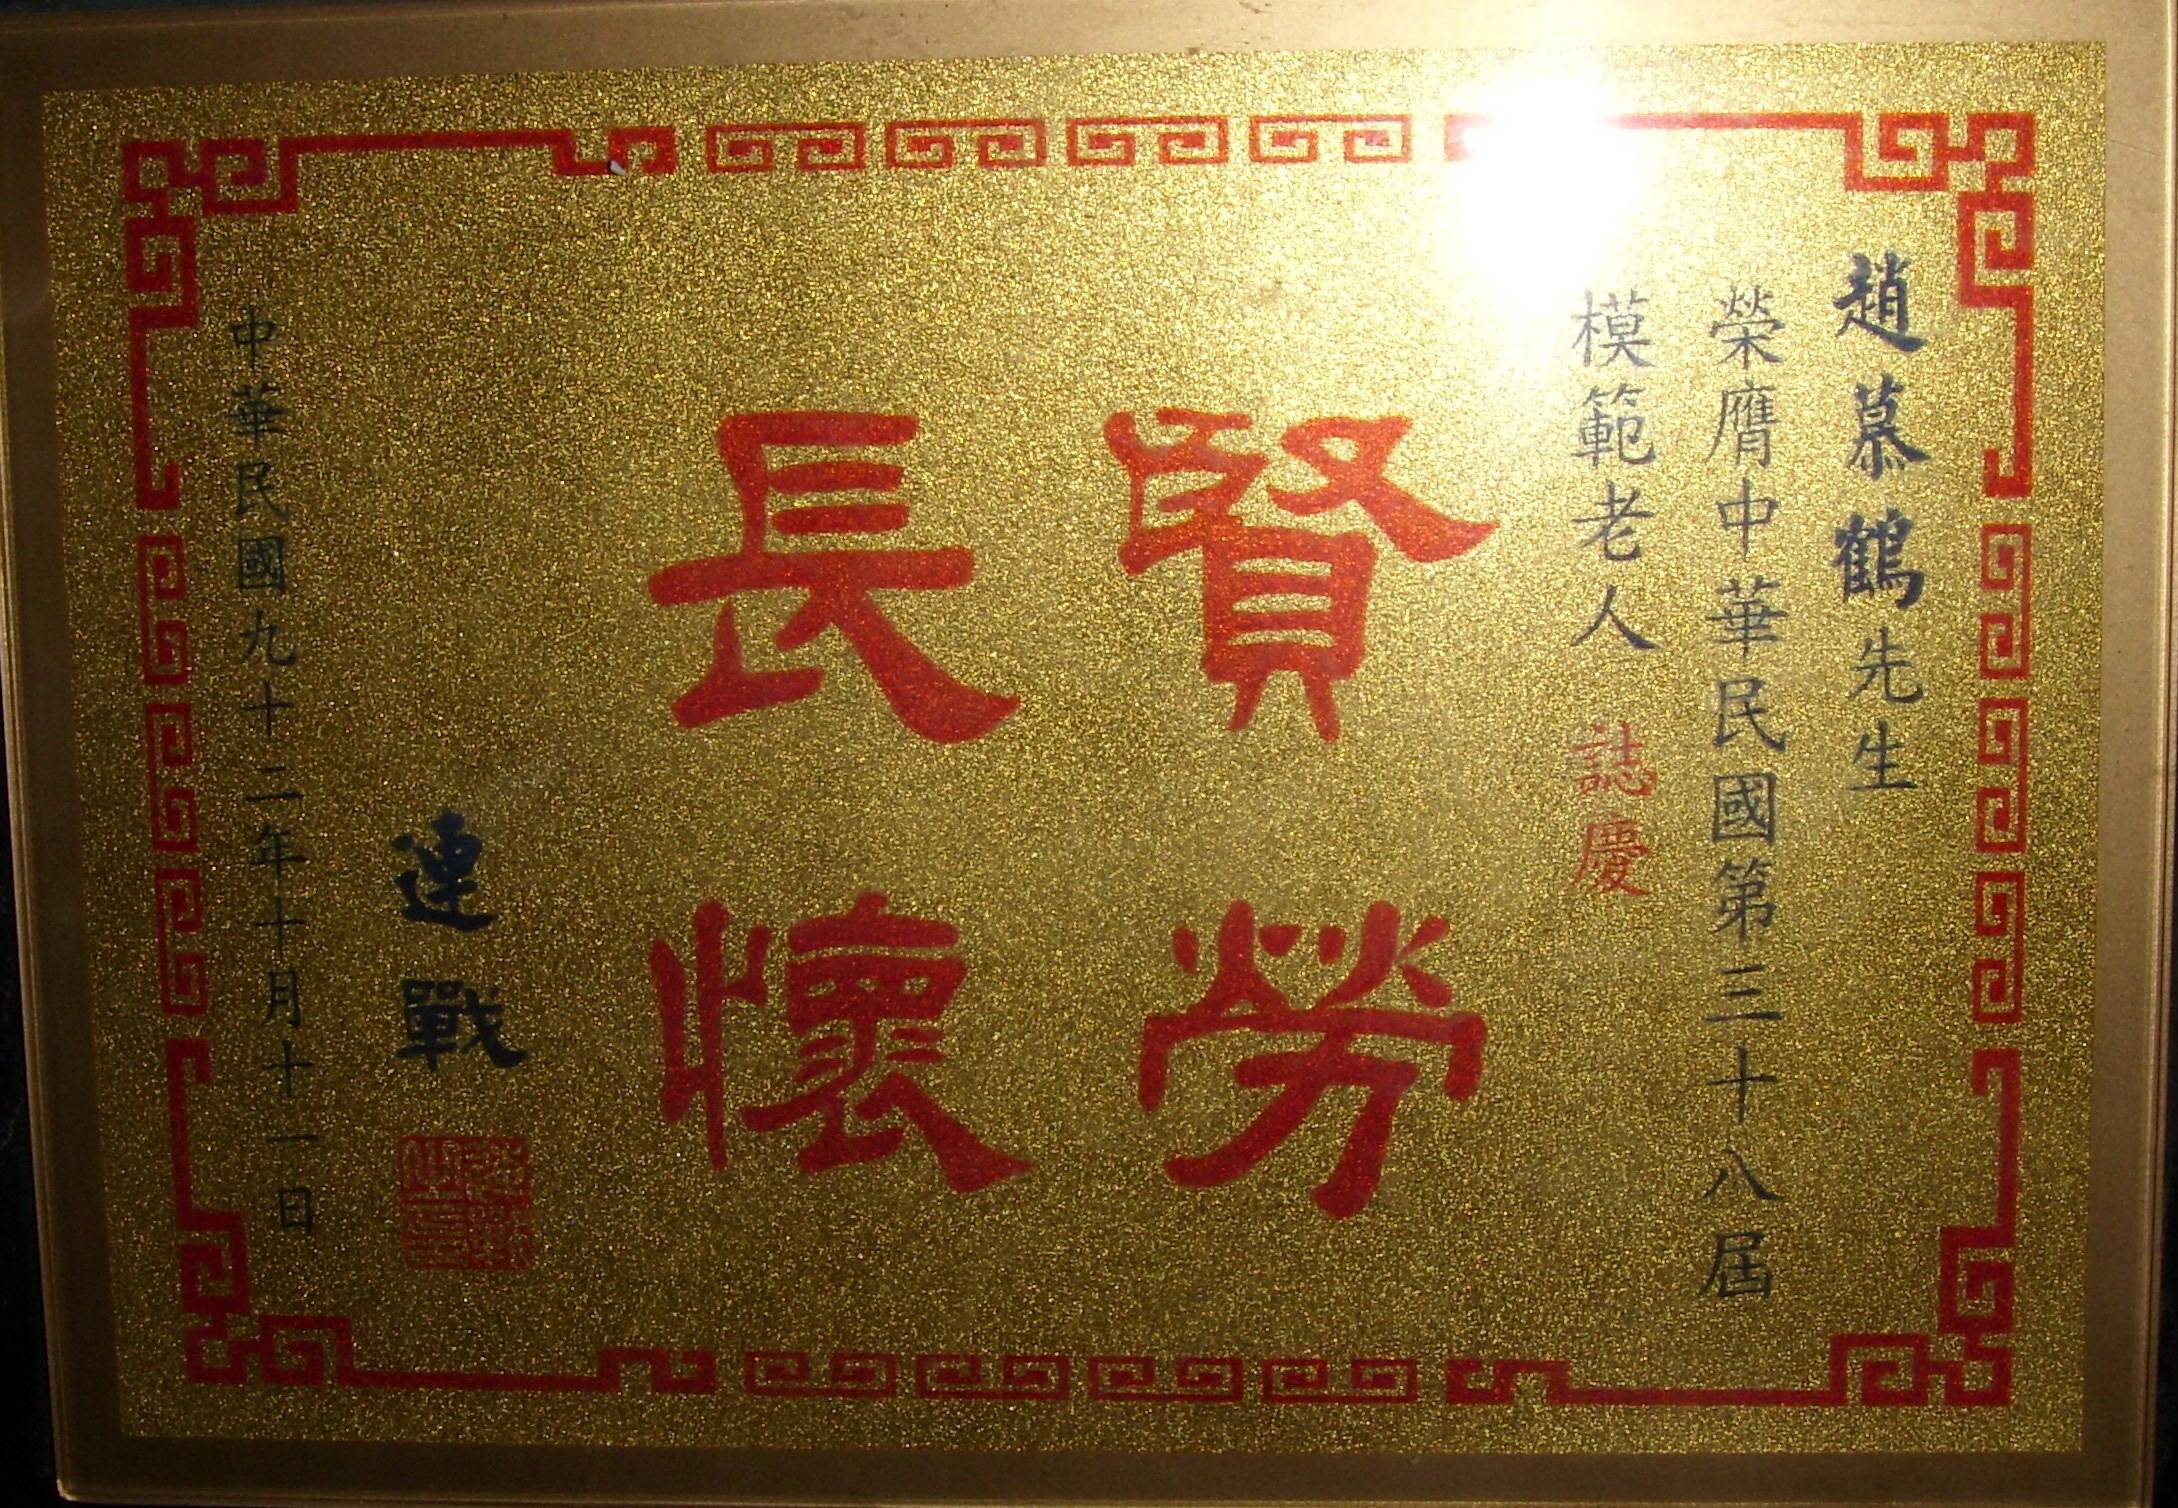 趙慕鶴先生
榮膺中華民國第三十八屆
模範老人 誌慶
賢勞
長懷
連戰
中華民國九十二年十月十一日